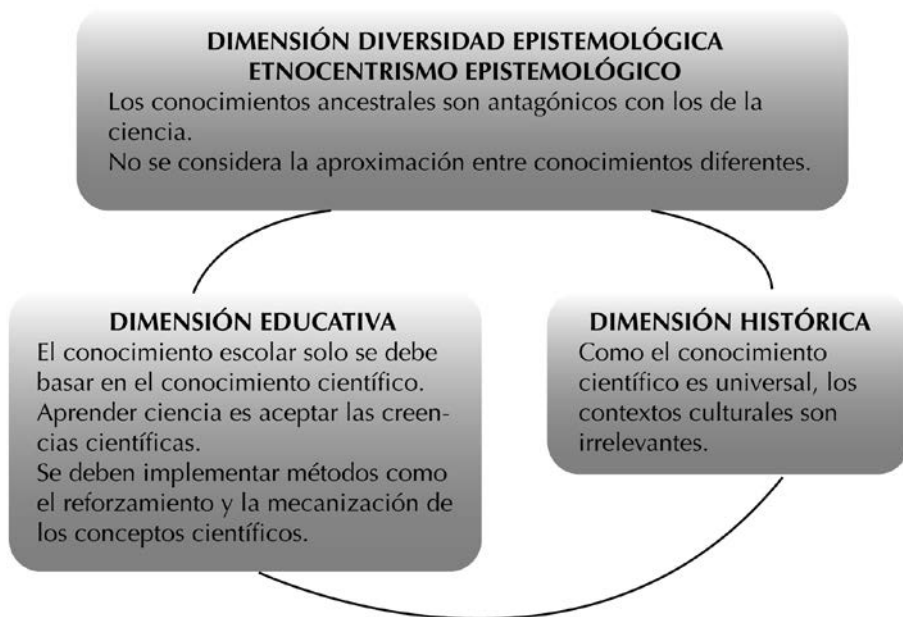 DIMENSIÓN DIVERSIDAD EPISTEMOLÓGICA
ETNOCENTRISMO EPISTEMOLÓGICO
Los conocimientos ancestrales son antagónicos con los de la
ciencia.
No se considera la aproximación entre conocimientos diferentes.
DIMENSIÓN EDUCATIVA
El conocimiento escolar solo se debe
basar en el conocimiento científico.
Aprender ciencia es aceptar las creen-
cias científicas.
Se deben implementar métodos como
el reforzamiento y la mecanización de
los conceptos científicos.
DIMENSIÓN HISTÓRICA
Como el conocimiento
científico es universal, los
contextos culturales son
irrelevantes.